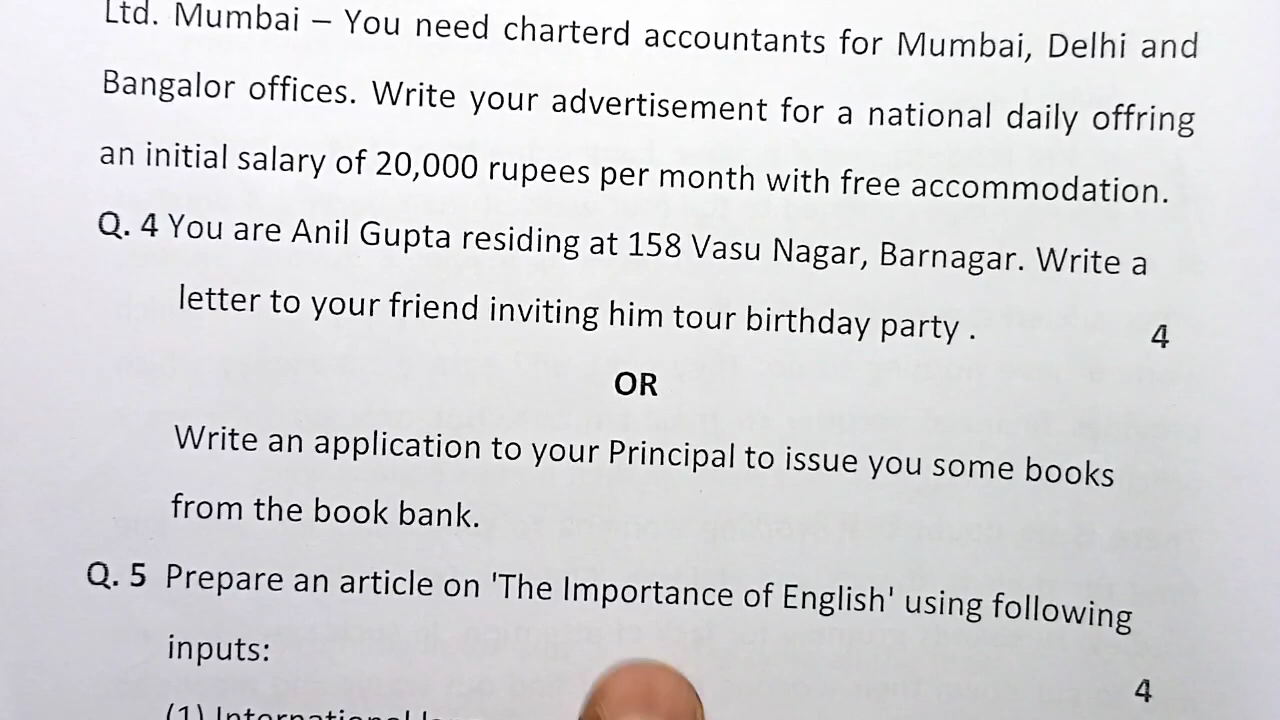 Ltd. Mumbai – You need charterd accountants for Mumbai, Delhi and
Bangalor offices. Write your advertisement for a national daily offring
an initial salary of 20,000 rupees per month with free accommodation.
Q. 4 You are Anil Gupta residing at 158 Vasu Nagar, Barnagar. Write a
letter to your friend inviting him tour birthday party . 4
OR
Write an application to your Principal to issue you some books
from the book bank.
Q. 5 Prepare an article on 'The Importance of English' using following
inputs: 4
(1) International